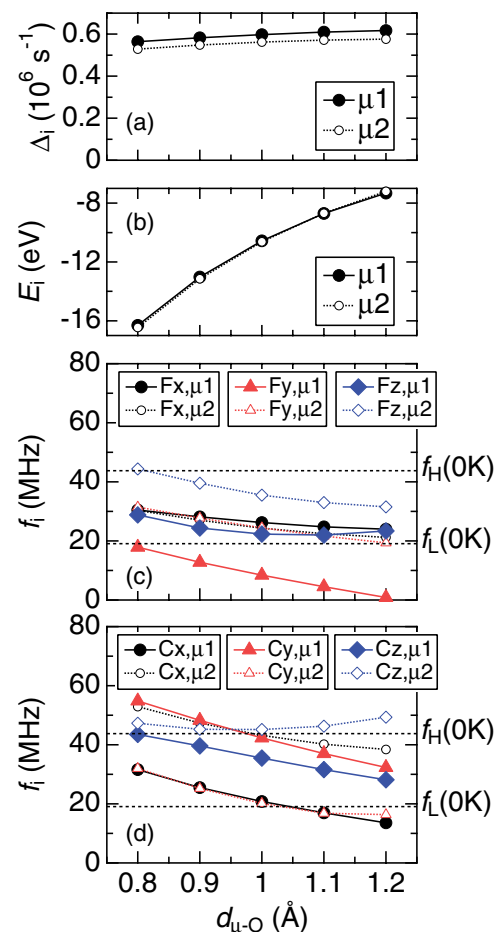 0.6
0.4
0.2
0
Δi (10⁶ s⁻¹)
(a)
μ1
μ2
-8
-12
-16
Ei (eV)
(b)
μ1
μ2
80
60
40
20
0
fi (MHz)
Fx,μ1 Fy,μ1 Fz,μ1
Fx,μ2 Fy,μ2 Fz,μ2
fH(0K)
fL(0K)
(c)
80
60
40
20
0
fi (MHz)
Cx,μ1 Cy,μ1 Cz,μ1
Cx,μ2 Cy,μ2 Cz,μ2
fH(0K)
fL(0K)
(d)
0.8 0.9 1 1.1 1.2
dμ-O (Å)